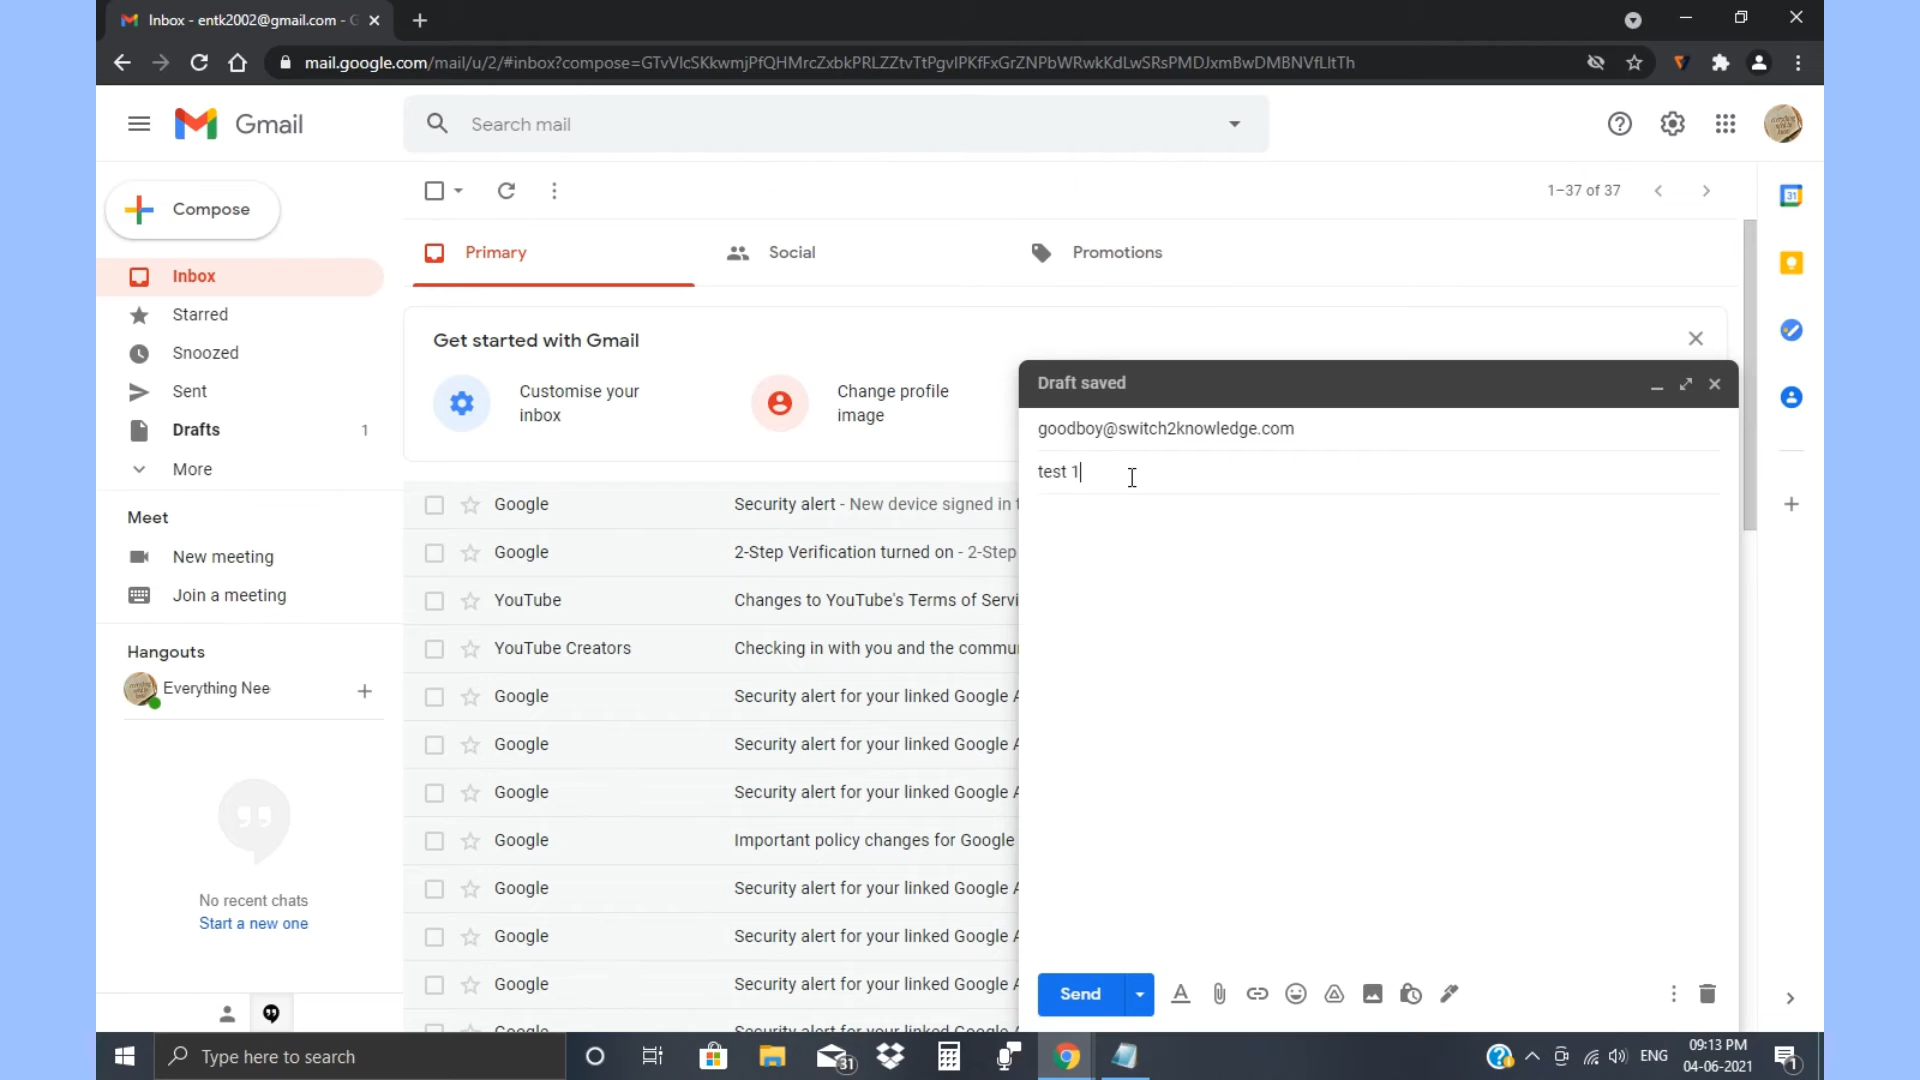 Inbox - entk2002@gmail.com - G
mail.google.com/mail/u/2/#inbox?compose=GTvVlcSKkwmjPfQHMrcZxbkPRLZZtvTtPgvlPKfFxGrZNPbWRwkKdLwSRsPMDJxmBwDMBNVfLltTh
Gmail
Search mail
Compose
1–37 of 37
31
Inbox
Primary
Social
Promotions
Starred
Snoozed
Sent
Drafts 1
More
Get started with Gmail
Customise your
inbox
Change profile
image
Draft saved
goodboy@switch2knowledge.com
test 1
Google Security alert - New device signed in t
Google 2-Step Verification turned on - 2-Step
YouTube Changes to YouTube's Terms of Servi
YouTube Creators Checking in with you and the commu
Google Security alert for your linked Google A
Google Security alert for your linked Google A
Google Security alert for your linked Google A
Google Important policy changes for Google
Google Security alert for your linked Google A
Google Security alert for your linked Google A
Google Security alert for your linked Google A
Meet
New meeting
Join a meeting
Hangouts
Everything Nee
No recent chats
Start a new one
Send
Type here to search
31
ENG
09:13 PM
04-06-2021
1